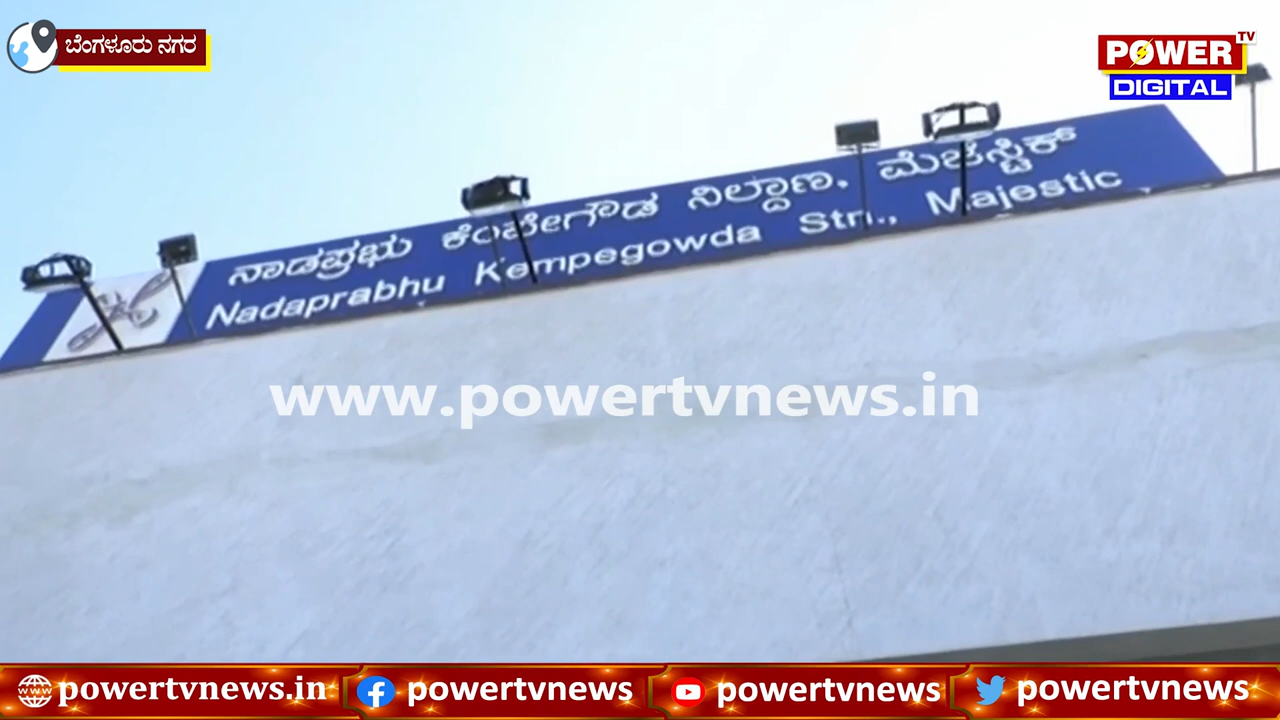 ಬೆಂಗಳೂರು ನಗರ
POWER TV
DIGITAL
ನಾಡಪ್ರಭು ಕೆಂಪೇಗೌಡ ನಿಲ್ದಾಣ, ಮೆಜೆಸ್ಟಿಕ್
Nadaprabhu Kempegowda Stn., Majestic
www.powertvnews.in
powertvnews.in powertvnews powertvnews powertvnews